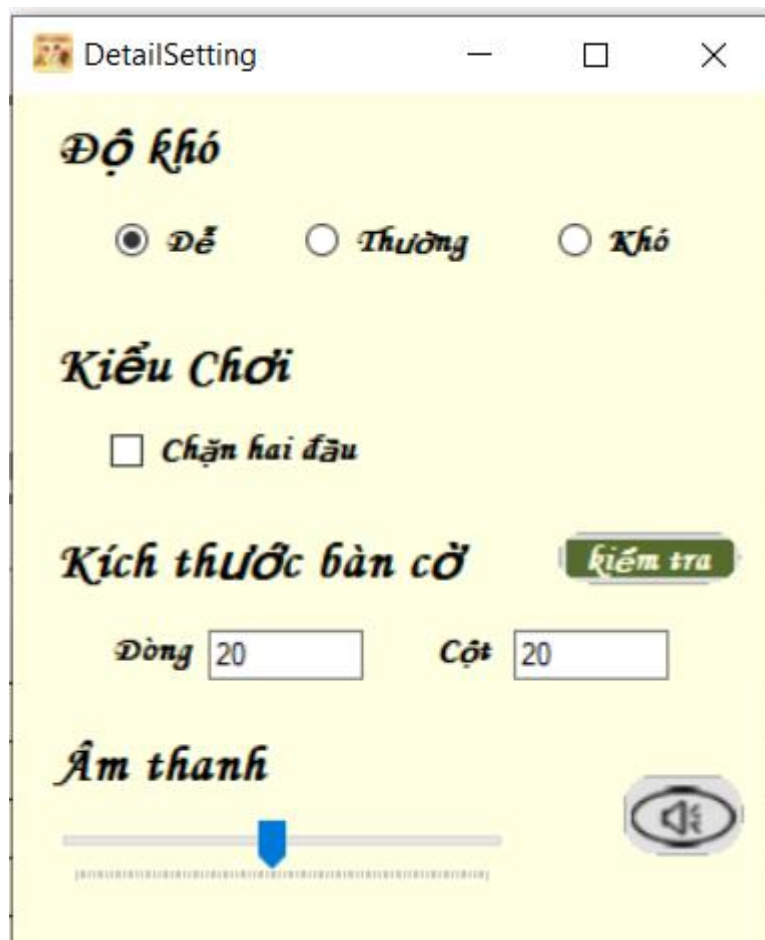 DetailSetting
Độ khó
Dễ Thường Khó
Kiểu Chơi
Chặn hai đầu
Kích thước bàn cờ kiểm tra
Dòng 20 Cột 20
Âm thanh